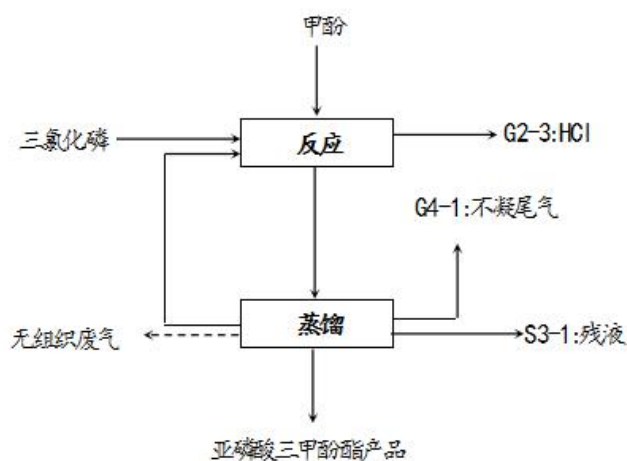 甲酚
三氯化磷
反应
G2-3:HCl
G4-1:不凝尾气
蒸馏
无组织废气
S3-1:残液
亚磷酸三甲酚酯产品